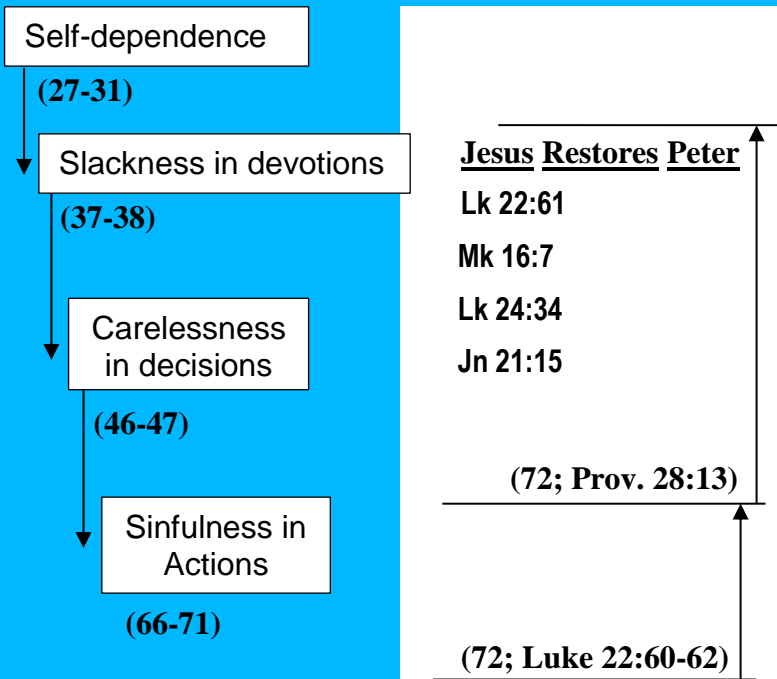 Self-dependence
(27-31)
Slackness in devotions
(37-38)
Carelessness
in decisions
(46-47)
Sinfulness in
Actions
(66-71)
Jesus Restores Peter
Lk 22:61
Mk 16:7
Lk 24:34
Jn 21:15
(72; Prov. 28:13)
(72; Luke 22:60-62)